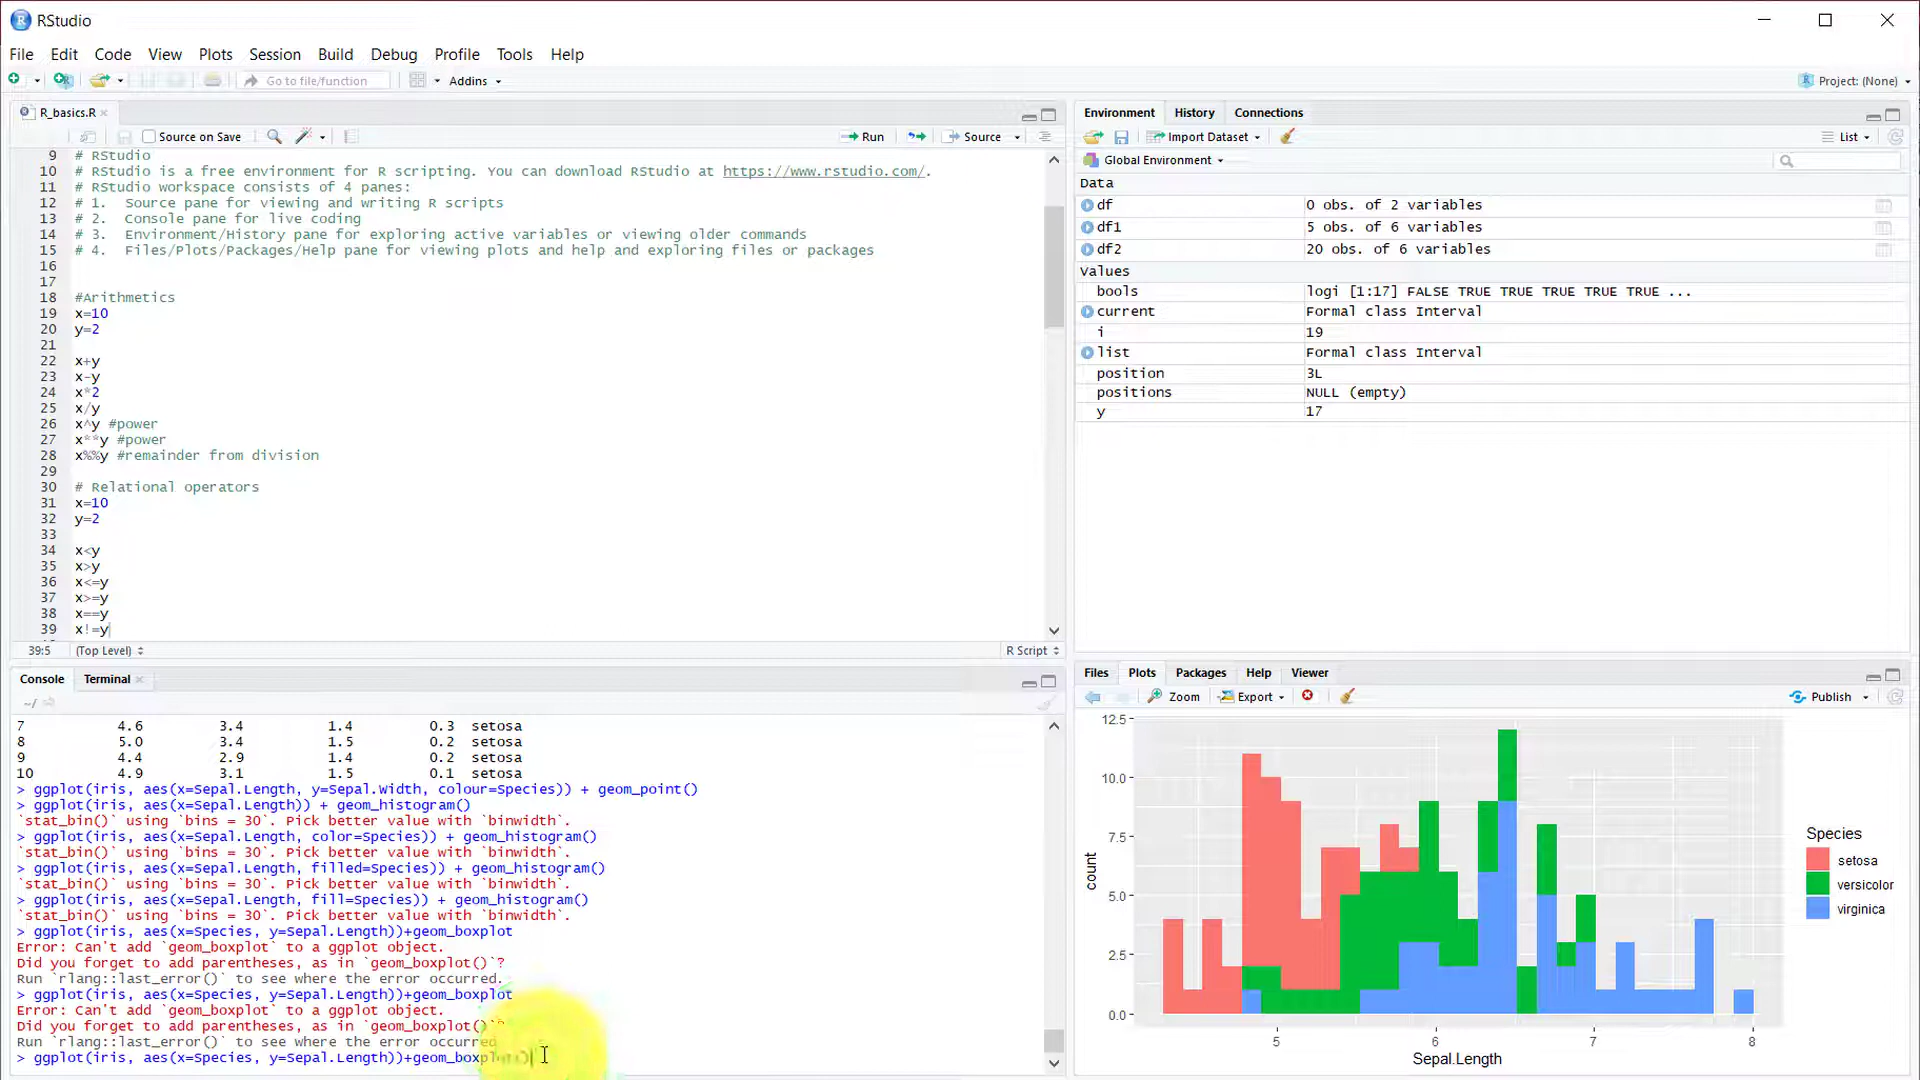 RStudio
File Edit Code View Plots Session Build Debug Profile Tools Help
Go to file/function Addins Project: (None)
R_basics.R
Source on Save Run Source
9 # RStudio
10 # RStudio is a free environment for R scripting. You can download RStudio at https://www.rstudio.com/.
11 # RStudio workspace consists of 4 panes:
12 # 1. Source pane for viewing and writing R scripts
13 # 2. Console pane for live coding
14 # 3. Environment/History pane for exploring active variables or viewing older commands
15 # 4. Files/Plots/Packages/Help pane for viewing plots and help and exploring files or packages
16
17
18 #Arithmetics
19 x=10
20 y=2
21
22 x+y
23 x-y
24 x*2
25 x/y
26 x^y #power
27 x**y #power
28 x%%y #remainder from division
29
30 # Relational operators
31 x=10
32 y=2
33
34 x<y
35 x>y
36 x<=y
37 x>=y
38 x==y
39 x!=y
39:5 (Top Level) R Script
Console Terminal
~/
7 4.6 3.4 1.4 0.3 setosa
8 5.0 3.4 1.5 0.2 setosa
9 4.4 2.9 1.4 0.2 setosa
10 4.9 3.1 1.5 0.1 setosa
> ggplot(iris, aes(x=Sepal.Length, y=Sepal.Width, colour=Species)) + geom_point()
> ggplot(iris, aes(x=Sepal.Length)) + geom_histogram()
`stat_bin()` using `bins = 30`. Pick better value with `binwidth`.
> ggplot(iris, aes(x=Sepal.Length, color=Species)) + geom_histogram()
`stat_bin()` using `bins = 30`. Pick better value with `binwidth`.
> ggplot(iris, aes(x=Sepal.Length, filled=Species)) + geom_histogram()
`stat_bin()` using `bins = 30`. Pick better value with `binwidth`.
> ggplot(iris, aes(x=Sepal.Length, fill=Species)) + geom_histogram()
`stat_bin()` using `bins = 30`. Pick better value with `binwidth`.
> ggplot(iris, aes(x=Species, y=Sepal.Length))+geom_boxplot
Error: Can't add `geom_boxplot` to a ggplot object.
Did you forget to add parentheses, as in `geom_boxplot()`?
Run `rlang::last_error()` to see where the error occurred.
> ggplot(iris, aes(x=Species, y=Sepal.Length))+geom_boxplot
Error: Can't add `geom_boxplot` to a ggplot object.
Did you forget to add parentheses, as in `geom_boxplot()`?
Run `rlang::last_error()` to see where the error occurred.
> ggplot(iris, aes(x=Species, y=Sepal.Length))+geom_boxplot()
Environment History Connections
Import Dataset List
Global Environment
Data
df 0 obs. of 2 variables
df1 5 obs. of 6 variables
df2 20 obs. of 6 variables
Values
bools logi [1:17] FALSE TRUE TRUE TRUE TRUE TRUE ...
current Formal class Interval
i 19
list Formal class Interval
position 3L
positions NULL (empty)
y 17
Files Plots Packages Help Viewer
Zoom Export Publish
12.5
10.0
7.5
5.0
2.5
0.0
count
5 6 7 8
Sepal.Length
Species
setosa
versicolor
virginica